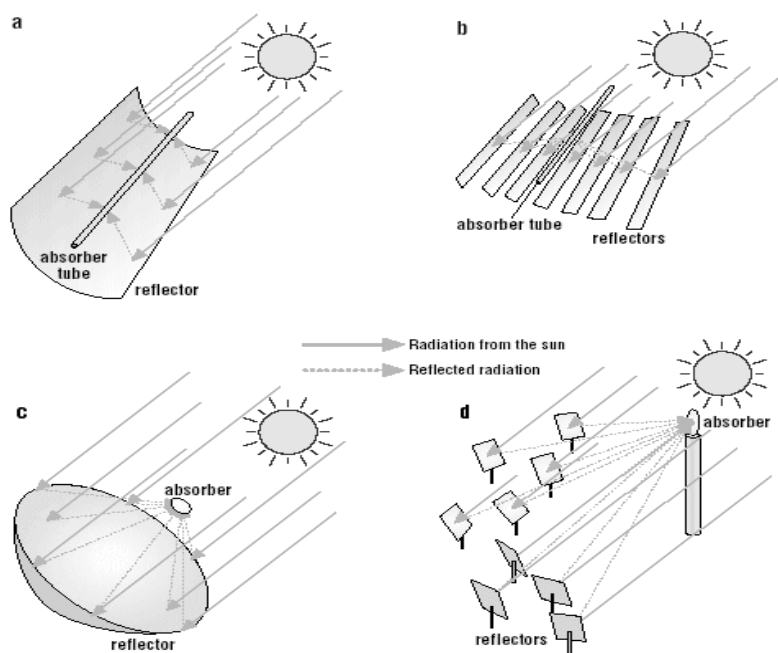 a
absorber
tube
reflector
b
absorber tube
reflectors
Radiation from the sun
Reflected radiation
c
absorber
reflector
d
absorber
reflectors